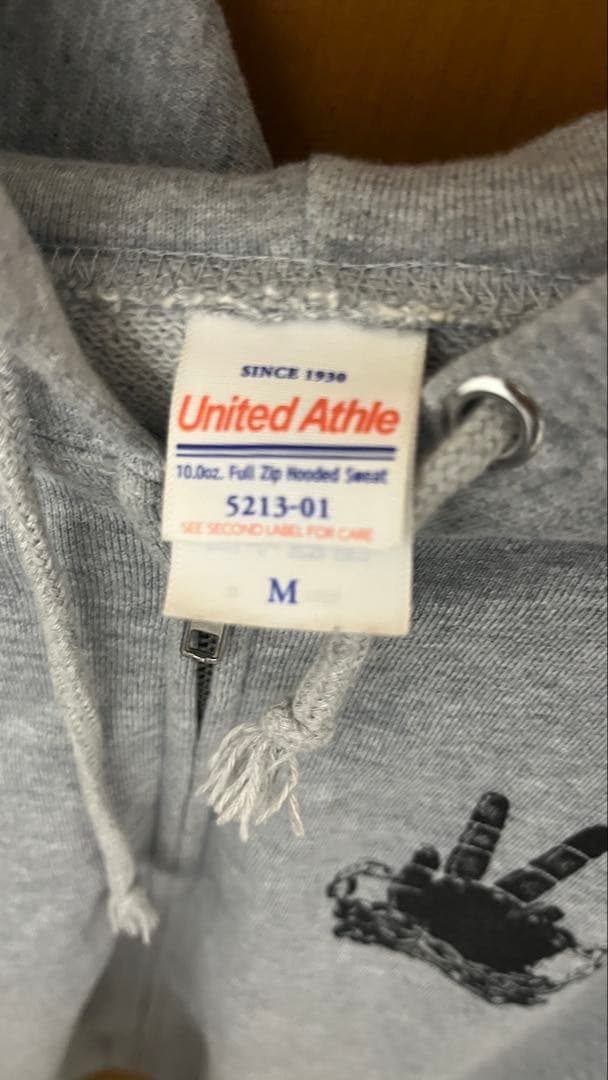 SINCE 1930
United Athle
10.0oz. Full Zip Hooded Sweat
5213-01
SEE SECOND LABEL FOR CARE
M